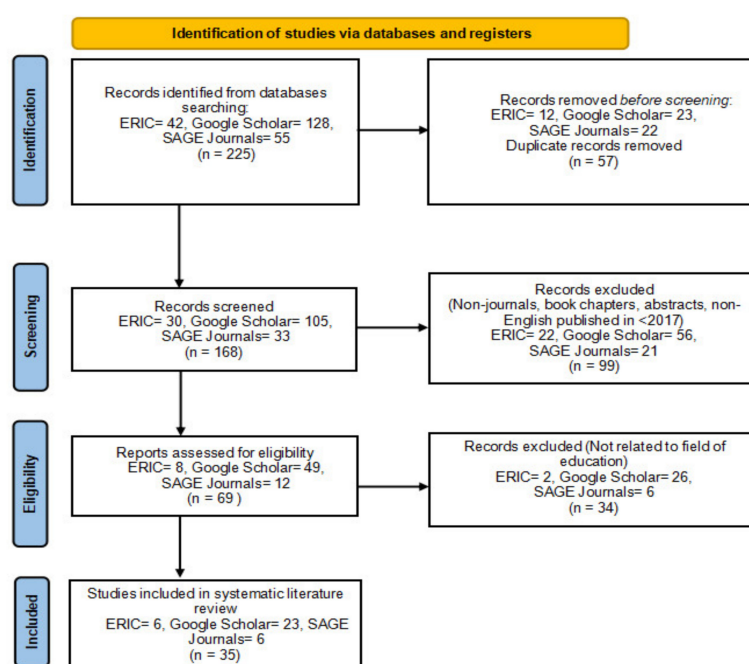 Identification of studies via databases and registers
Identification
Records identified from databases
searching:
ERIC= 42, Google Scholar= 128,
SAGE Journals= 55
(n = 225)
Records removed before screening:
ERIC= 12, Google Scholar= 23,
SAGE Journals= 22
Duplicate records removed
(n = 57)
Screening
Records screened
ERIC= 30, Google Scholar= 105,
SAGE Journals= 33
(n = 168)
Records excluded
(Non-journals, book chapters, abstracts, non-
English published in <2017)
ERIC= 22, Google Scholar= 56,
SAGE Journals= 21
(n = 99)
Eligibility
Reports assessed for eligibility
ERIC= 8, Google Scholar= 49,
SAGE Journals= 12
(n = 69 )
Records excluded (Not related to field of
education)
ERIC= 2, Google Scholar= 26,
SAGE Journals= 6
(n = 34)
Included
Studies included in systematic literature
review
ERIC= 6, Google Scholar= 23, SAGE
Journals= 6
(n = 35)